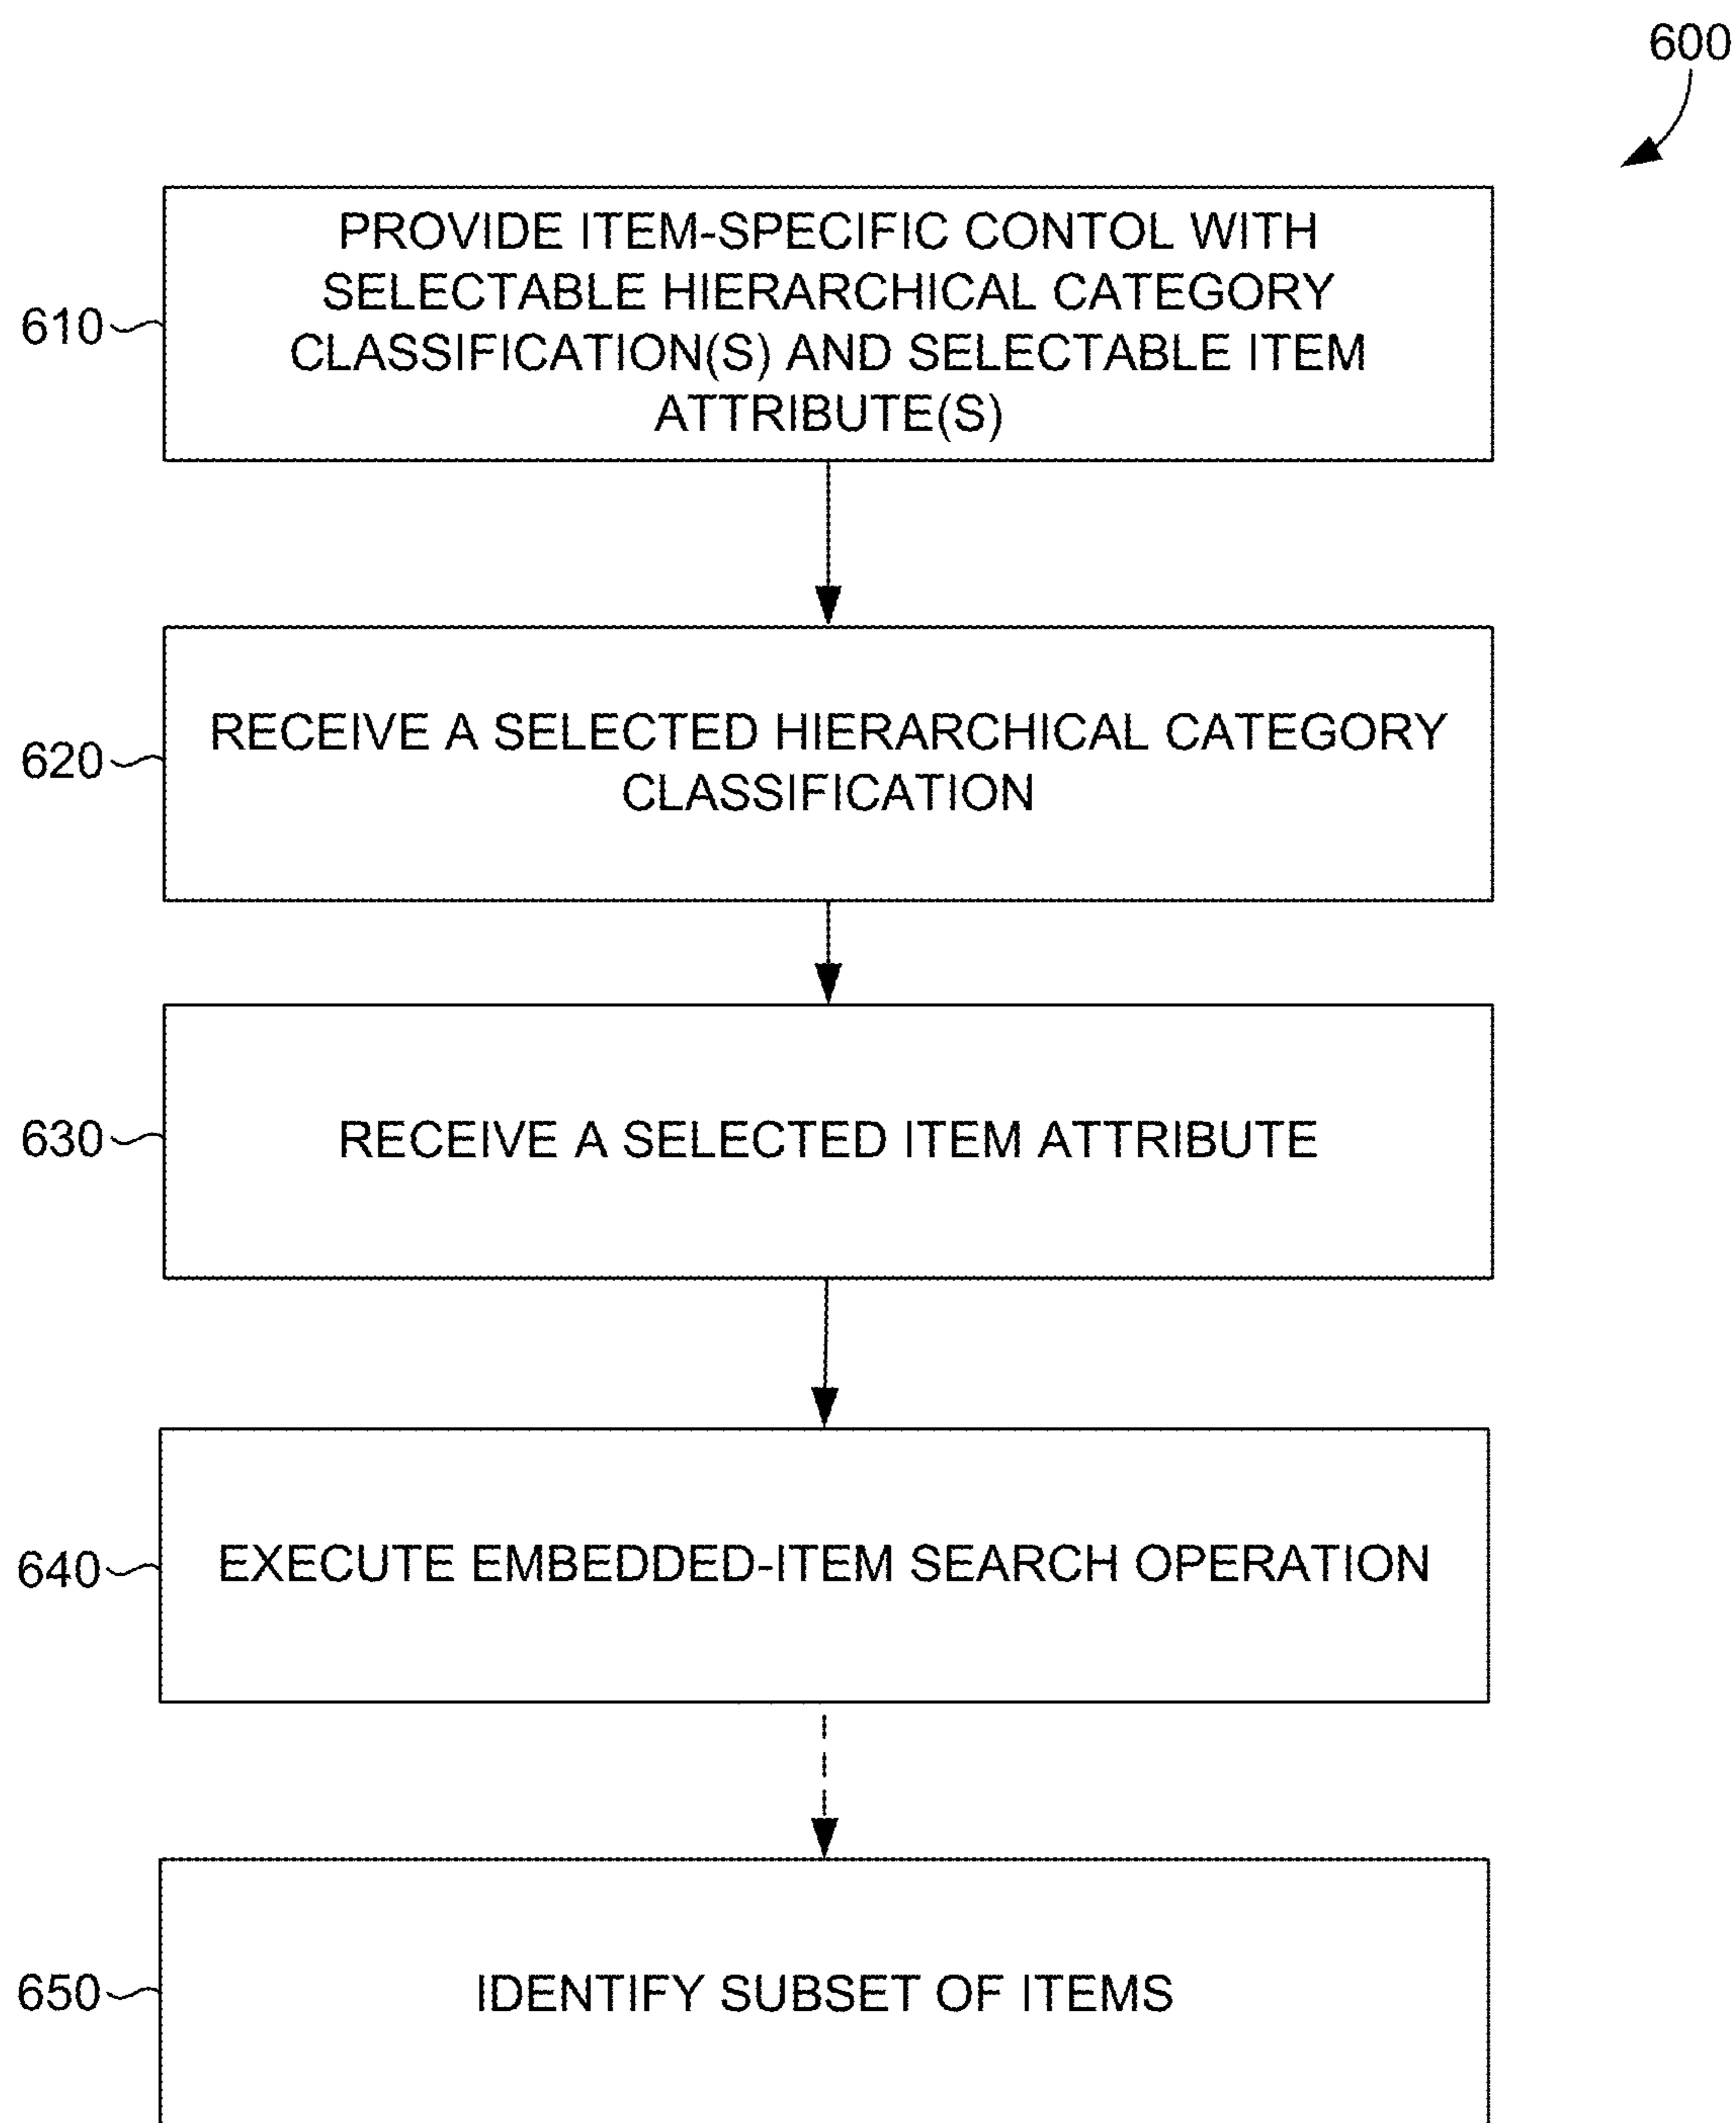 600
PROVIDE ITEM-SPECIFIC CONTOL WITH
SELECTABLE HIERARCHICAL CATEGORY
CLASSIFICATION(S) AND SELECTABLE ITEM
ATTRIBUTE(S)
610
RECEIVE A SELECTED HIERARCHICAL CATEGORY
CLASSIFICATION
620
RECEIVE A SELECTED ITEM ATTRIBUTE
630
EXECUTE EMBEDDED-ITEM SEARCH OPERATION
640
IDENTIFY SUBSET OF ITEMS
650